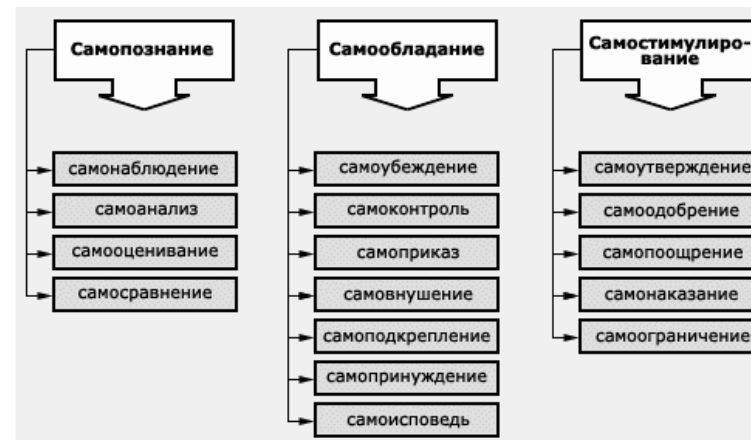 Самопознание
самонаблюдение
самоанализ
самооценивание
самосравнение
Самообладание
самоубеждение
самоконтроль
самоприказ
самовнушение
самоподкрепление
самопринуждение
самоисповедь
Самостимулиро-
вание
самоутверждение
самоодобрение
самопоощрение
самонаказание
самоограничение